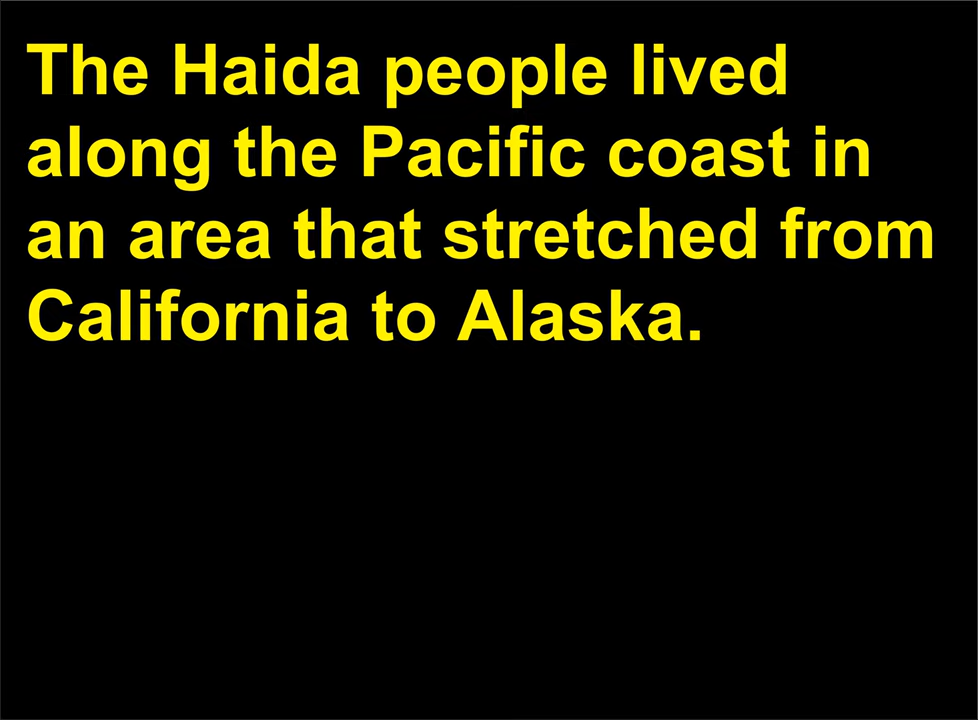 The Haida people lived
along the Pacific coast in
an area that stretched from
California to Alaska.